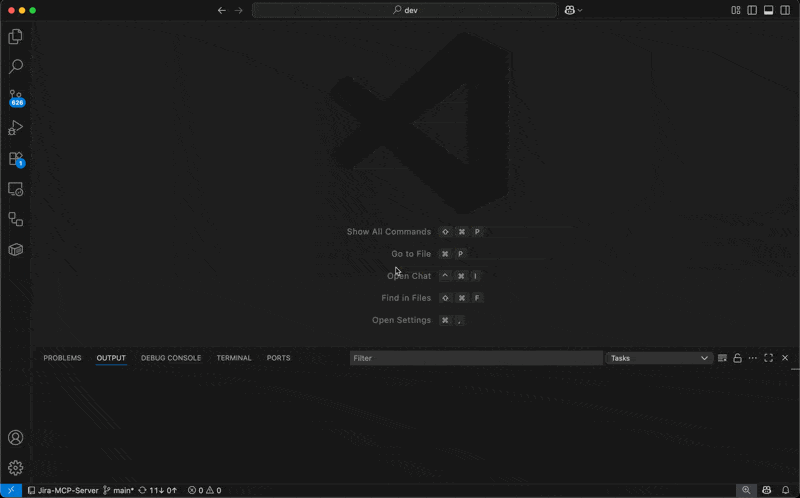 dev
626
1
Show All Commands ⇧ ⌘ P
Go to File ⌘ P
Open Chat ^ ⌘ I
Find in Files ⇧ ⌘ F
Open Settings ⌘ ,
PROBLEMS OUTPUT DEBUG CONSOLE TERMINAL PORTS Filter Tasks
Jira-MCP-Server main* 11↓ 0↑ 0 0